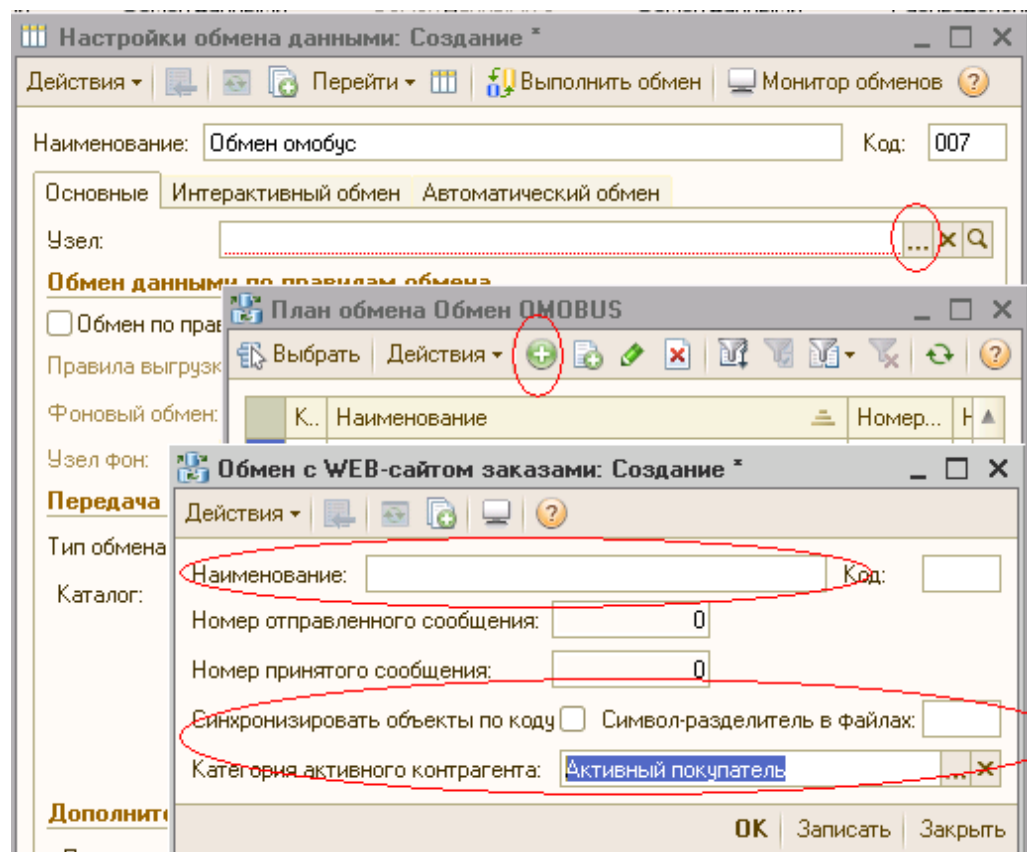 Настройки обмена данными: Создание *
Действия Перейти Выполнить обмен Монитор обменов
Наименование: Обмен омобус Код: 007
Основные Интерактивный обмен Автоматический обмен
Узел: ...
Обмен данными по правилам обмена
План обмена Обмен OMOBUS
Обмен по
Выбрать Действия
Фоновый обмен:
К.. Наименование Номер...
Узел фон:
Обмен с WEB-сайтом заказами: Создание *
Передача
Действия
Тип обмена
Наименование: Код:
Каталог:
Номер отправленного сообщения: 0
Номер принятого сообщения: 0
Синхронизировать объекты по коду Символ-разделитель в файлах:
Категория активного контрагента: Активный покупатель ...
OK Записать Закрыть